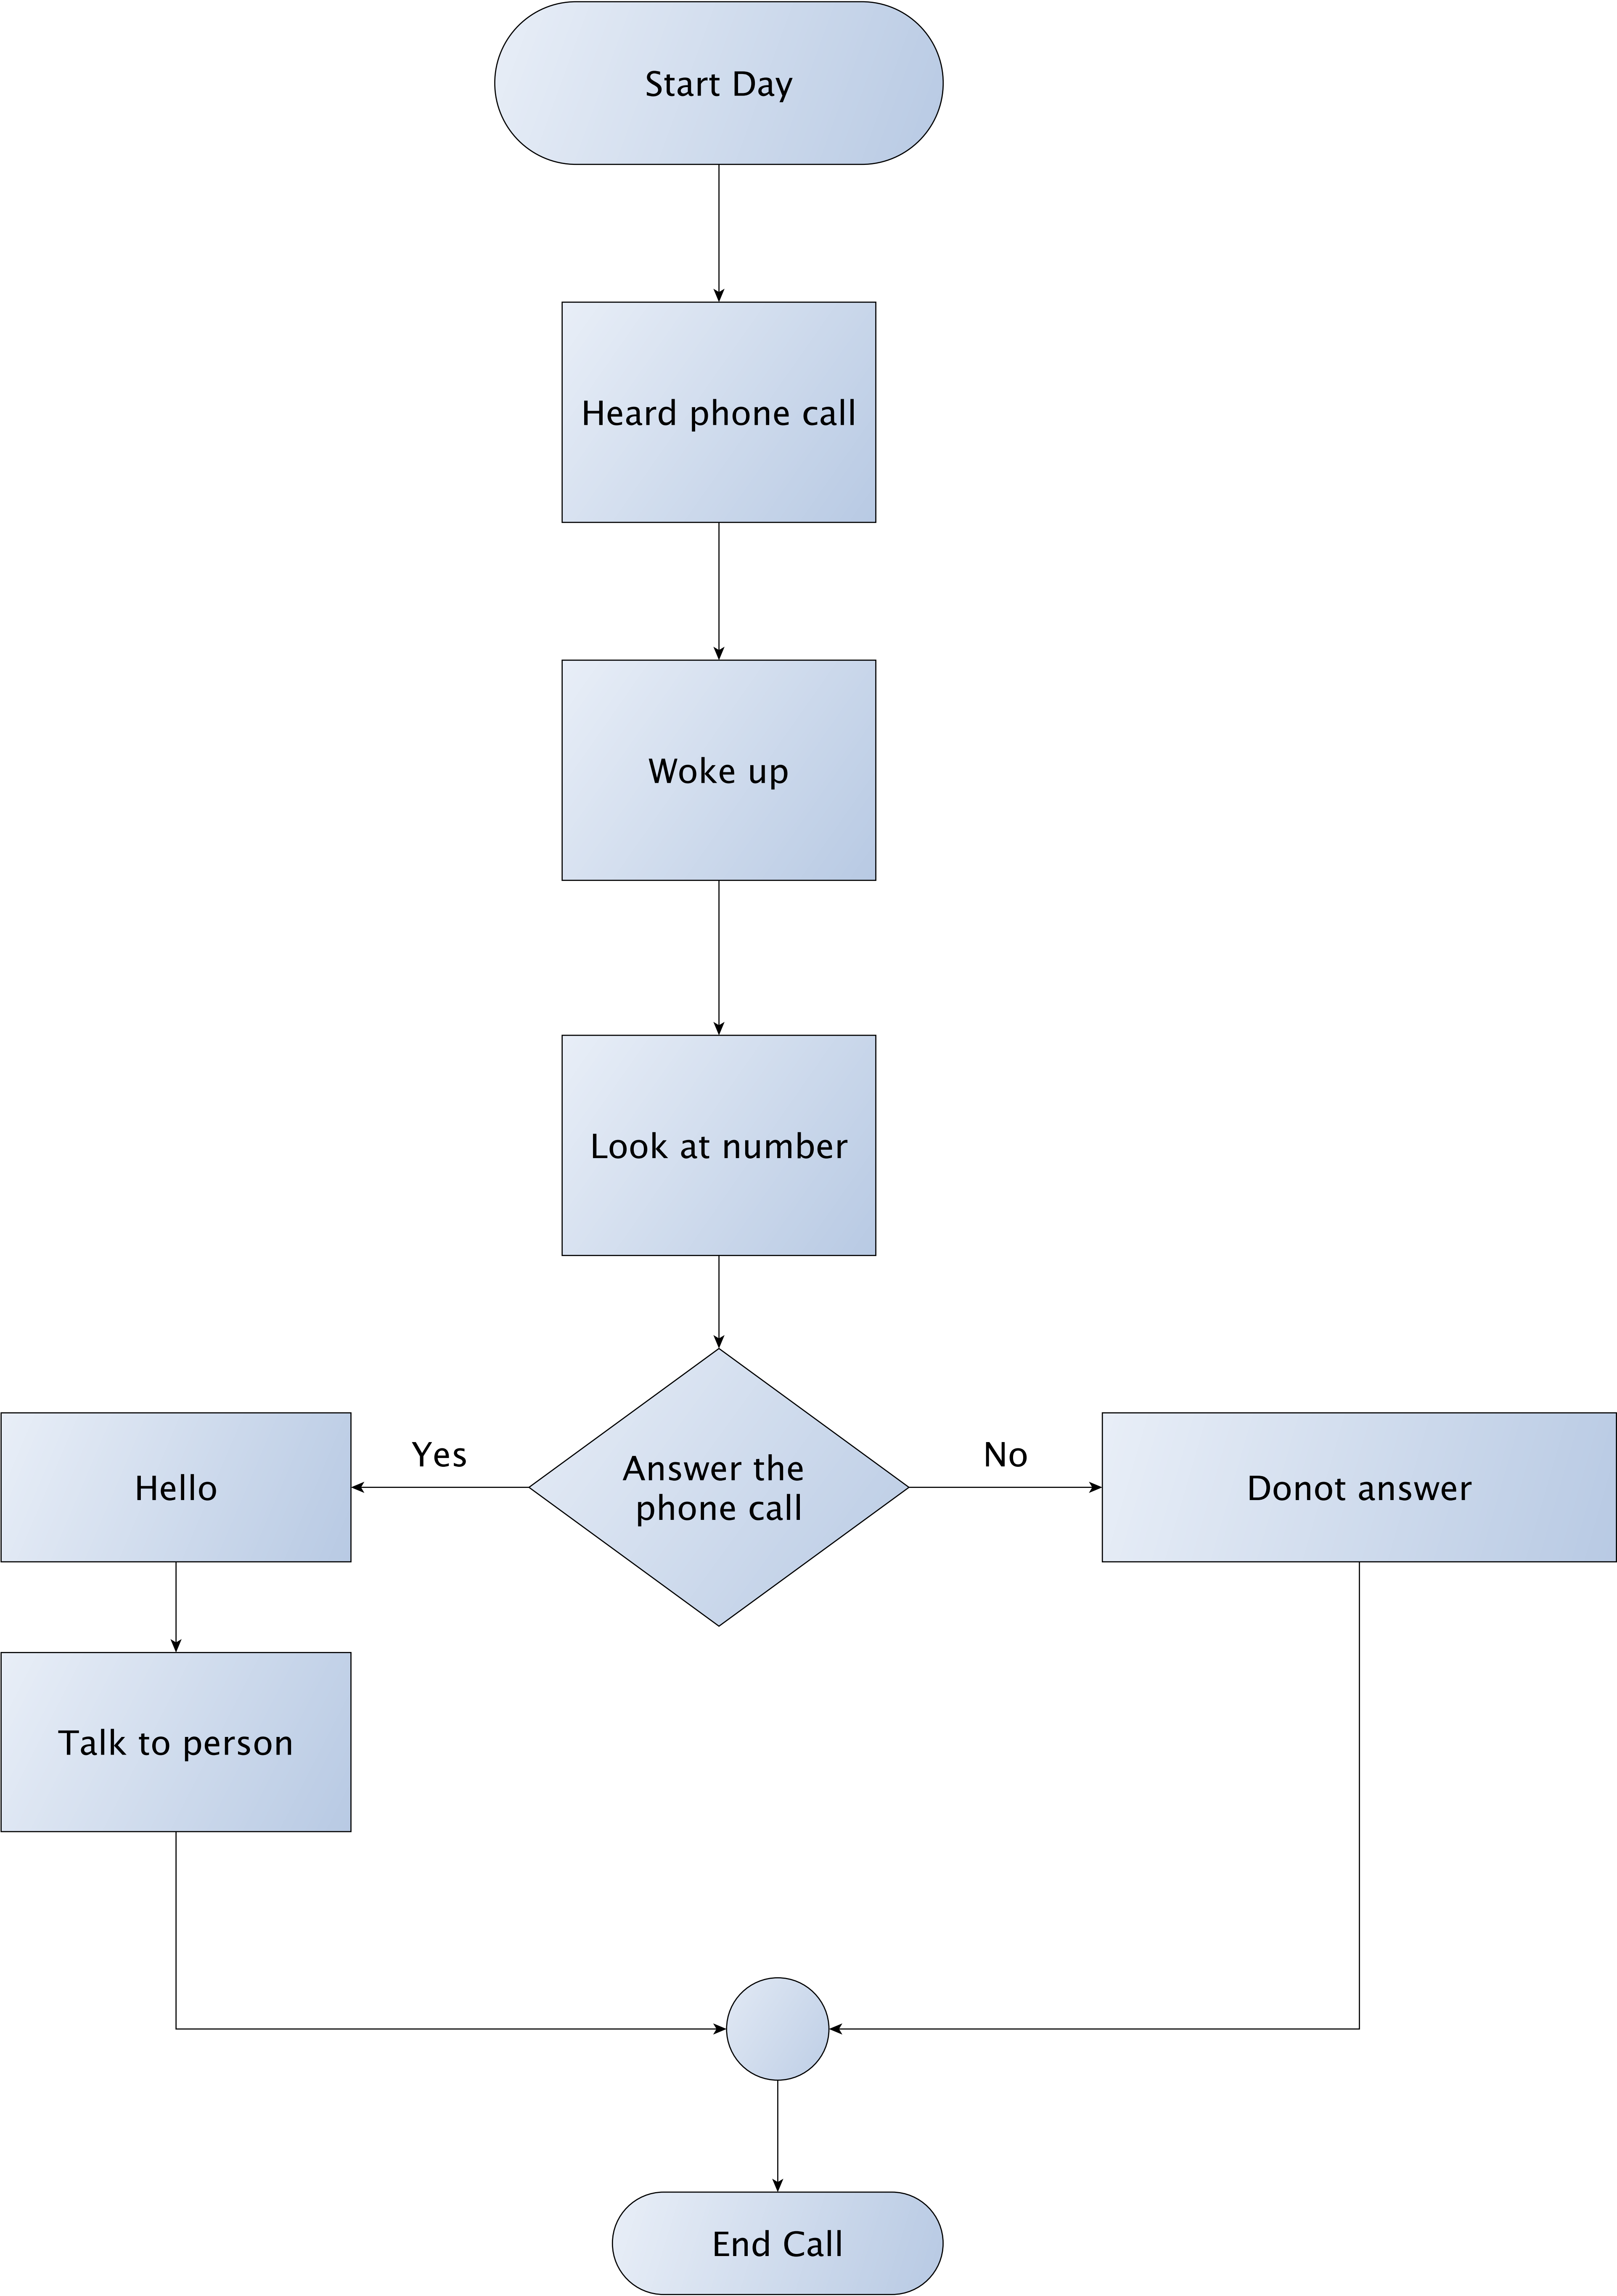 Start Day
Heard phone call
Woke up
Look at number
Answer the
phone call
Yes
No
Hello
Donot answer
Talk to person
End Call